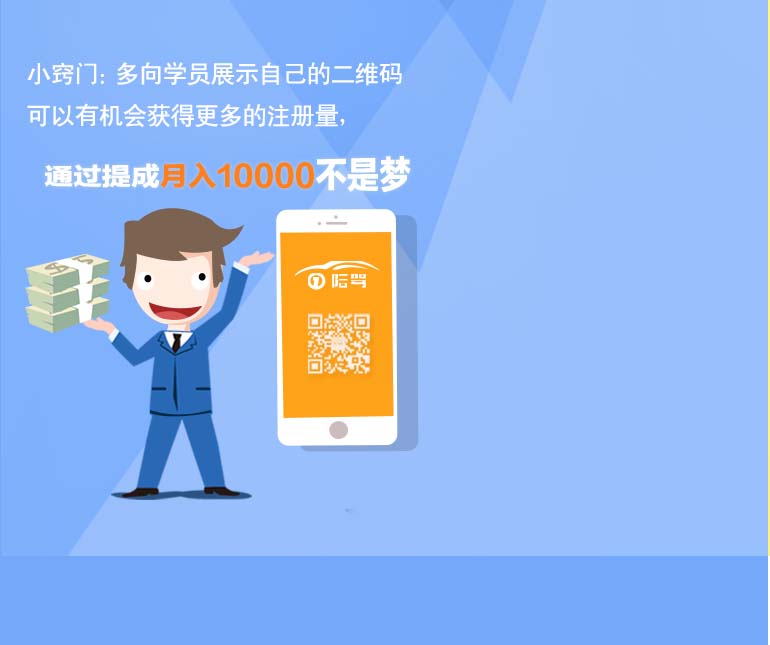 小窍门：多向学员展示自己的二维码
可以有机会获得更多的注册量，
通过提成月入10000不是梦
陪驾